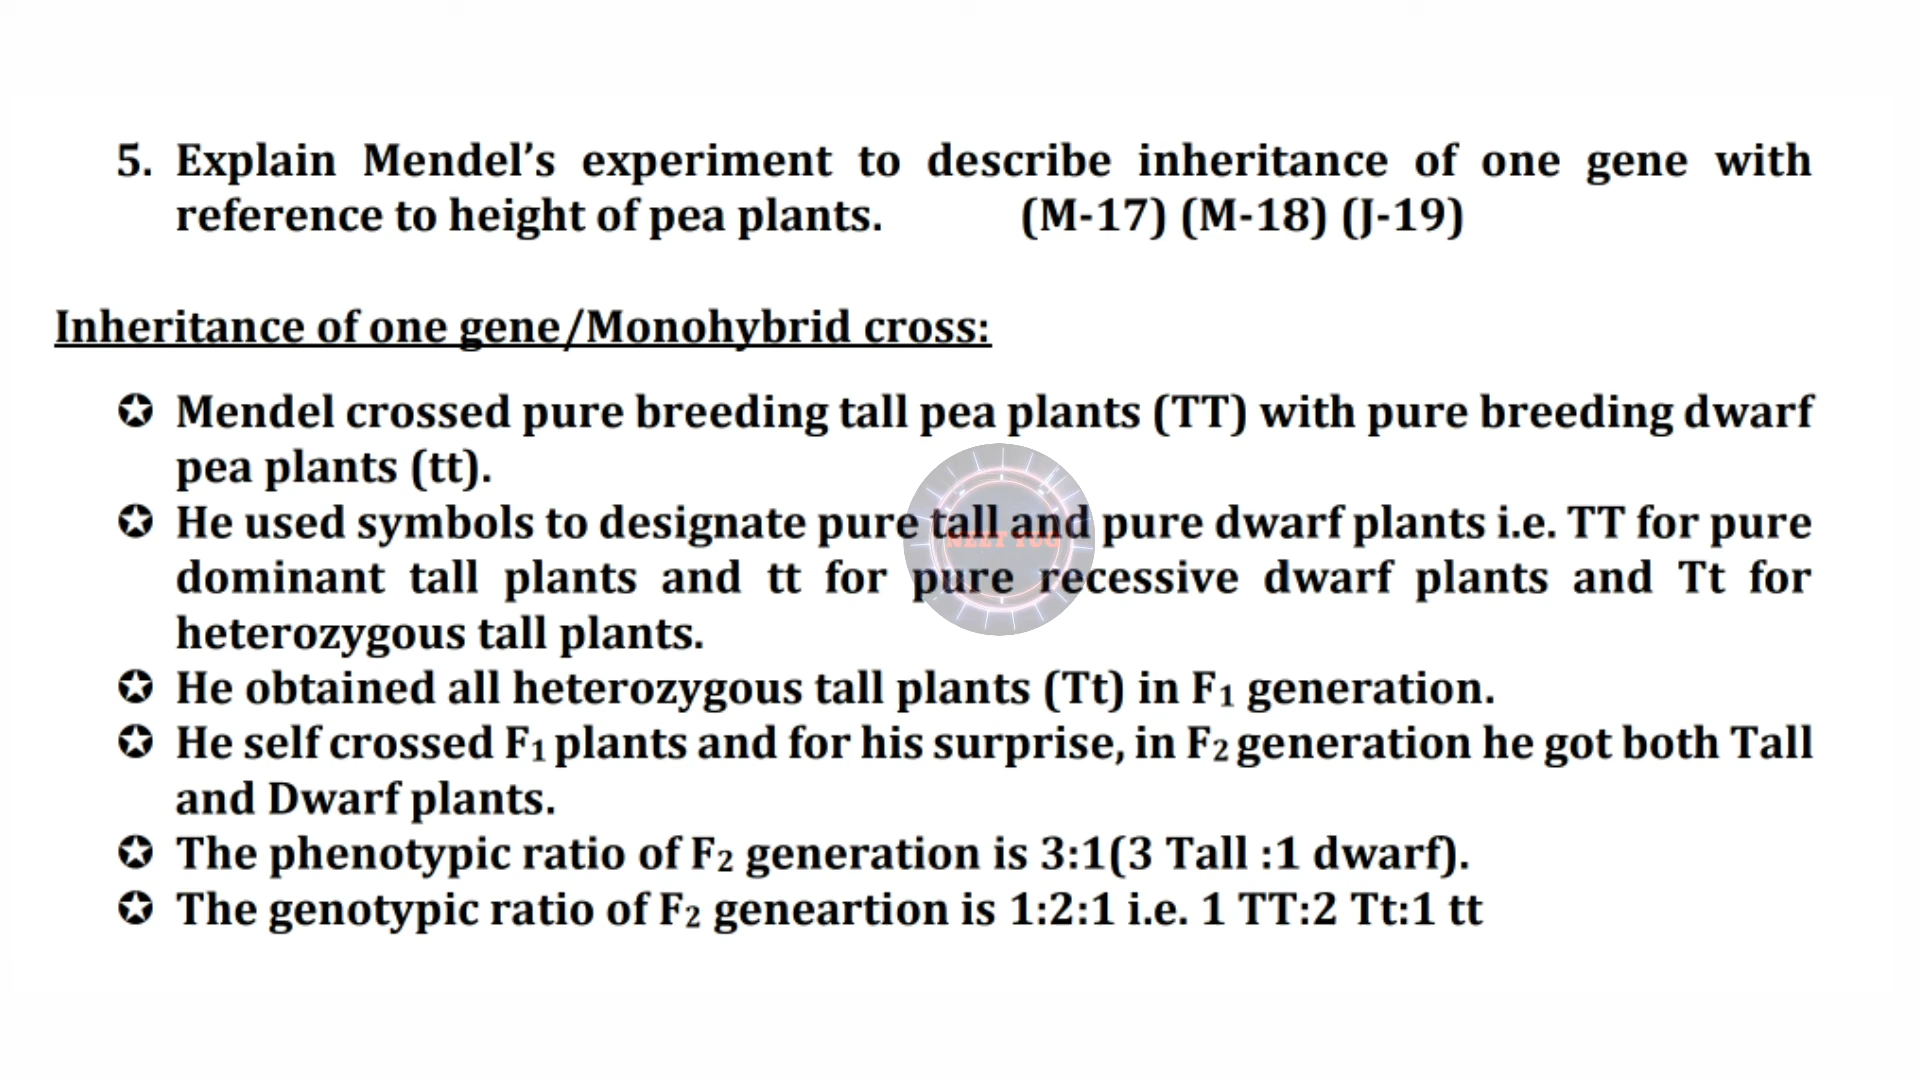 5. Explain Mendel’s experiment to describe inheritance of one gene with
reference to height of pea plants. (M-17) (M-18) (J-19)
Inheritance of one gene/Monohybrid cross:
✪ Mendel crossed pure breeding tall pea plants (TT) with pure breeding dwarf
pea plants (tt).
✪ He used symbols to designate pure tall and pure dwarf plants i.e. TT for pure
dominant tall plants and tt for pure recessive dwarf plants and Tt for
heterozygous tall plants.
✪ He obtained all heterozygous tall plants (Tt) in F₁ generation.
✪ He self crossed F₁ plants and for his surprise, in F₂ generation he got both Tall
and Dwarf plants.
✪ The phenotypic ratio of F₂ generation is 3:1(3 Tall :1 dwarf).
✪ The genotypic ratio of F₂ geneartion is 1:2:1 i.e. 1 TT:2 Tt:1 tt